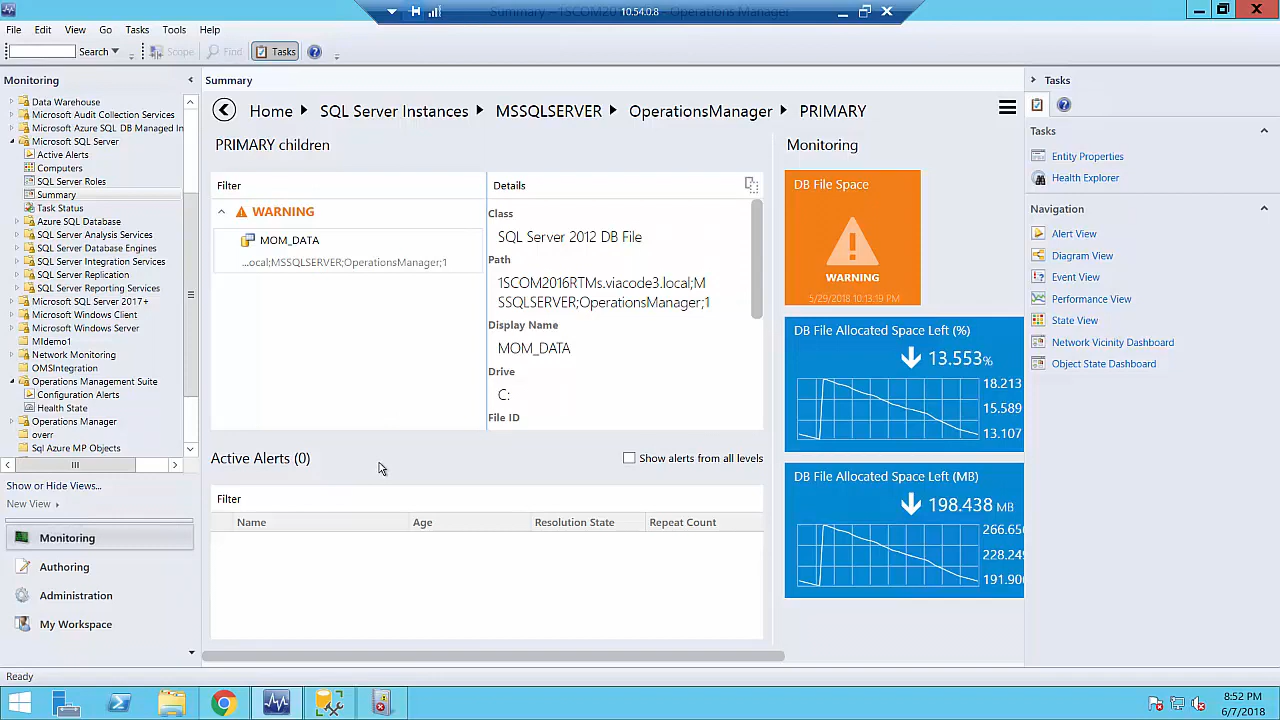 Summary – 1SCOM20 10.54.0.8 – Operations Manager
File Edit View Go Tasks Tools Help
Search Scope Find Tasks
Monitoring
Data Warehouse
Microsoft Audit Collection Services
Microsoft Azure SQL DB Managed In
Microsoft SQL Server
Active Alerts
Computers
SQL Server Roles
Summary
Task Status
Azure SQL Database
SQL Server Analysis Services
SQL Server Database Engines
SQL Server Integration Services
SQL Server Replication
SQL Server Reporting Services
Microsoft SQL Server 2017+
Microsoft Windows Client
Microsoft Windows Server
MIdemo1
Network Monitoring
OMSIntegration
Operations Management Suite
Configuration Alerts
Health State
Operations Manager
overr
Sql Azure MP Objects
Show or Hide Views...
New View
Monitoring
Authoring
Administration
My Workspace
Ready
Summary
Home SQL Server Instances MSSQLSERVER OperationsManager PRIMARY
PRIMARY children
Filter
WARNING
MOM_DATA
...ocal;MSSQLSERVER;OperationsManager;1
Details
Class
SQL Server 2012 DB File
Path
1SCOM2016RTMs.viacode3.local;M
SSQLSERVER;OperationsManager;1
Display Name
MOM_DATA
Drive
C:
File ID
Active Alerts (0)
Show alerts from all levels
Filter
Name Age Resolution State Repeat Count
Monitoring
DB File Space
WARNING
5/29/2018 10:13:19 PM
DB File Allocated Space Left (%)
13.553%
18.213
15.589
13.107
DB File Allocated Space Left (MB)
198.438 MB
266.65
228.24
191.90
Tasks
Tasks
Entity Properties
Health Explorer
Navigation
Alert View
Diagram View
Event View
Performance View
State View
Network Vicinity Dashboard
Object State Dashboard
8:52 PM
6/7/2018